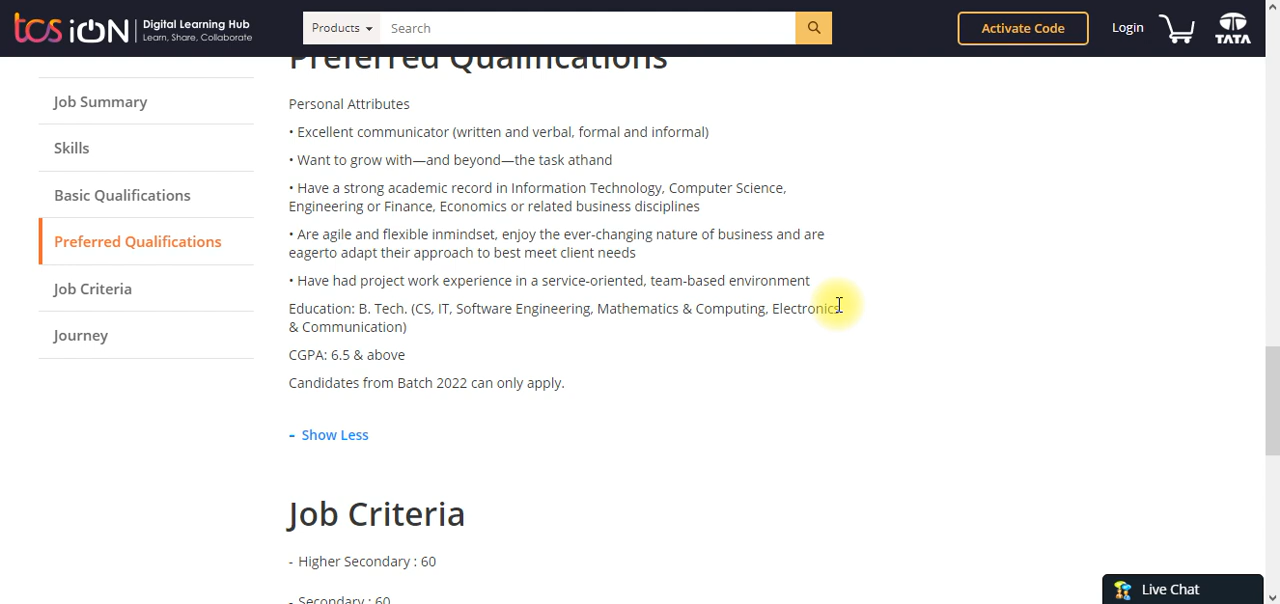 tcs iON Digital Learning Hub
Learn, Share, Collaborate
Products
Search
Activate Code
Login
TATA
Job Summary
Skills
Basic Qualifications
Preferred Qualifications
Job Criteria
Journey
Preferred Qualifications
Personal Attributes
• Excellent communicator (written and verbal, formal and informal)
• Want to grow with—and beyond—the task athand
• Have a strong academic record in Information Technology, Computer Science,
Engineering or Finance, Economics or related business disciplines
• Are agile and flexible inmindset, enjoy the ever-changing nature of business and are
eagerto adapt their approach to best meet client needs
• Have had project work experience in a service-oriented, team-based environment
Education: B. Tech. (CS, IT, Software Engineering, Mathematics & Computing, Electronics
& Communication)
CGPA: 6.5 & above
Candidates from Batch 2022 can only apply.
- Show Less
Job Criteria
- Higher Secondary : 60
- Secondary : 60
Live Chat